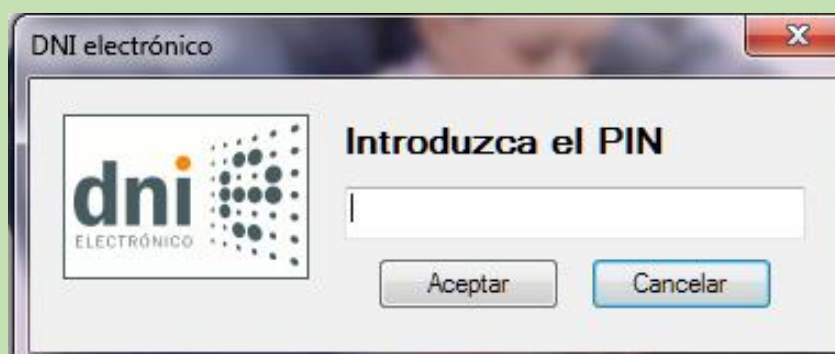 DNI electrónico
x
Introduzca el PIN
dni
ELECTRÓNICO
Aceptar
Cancelar